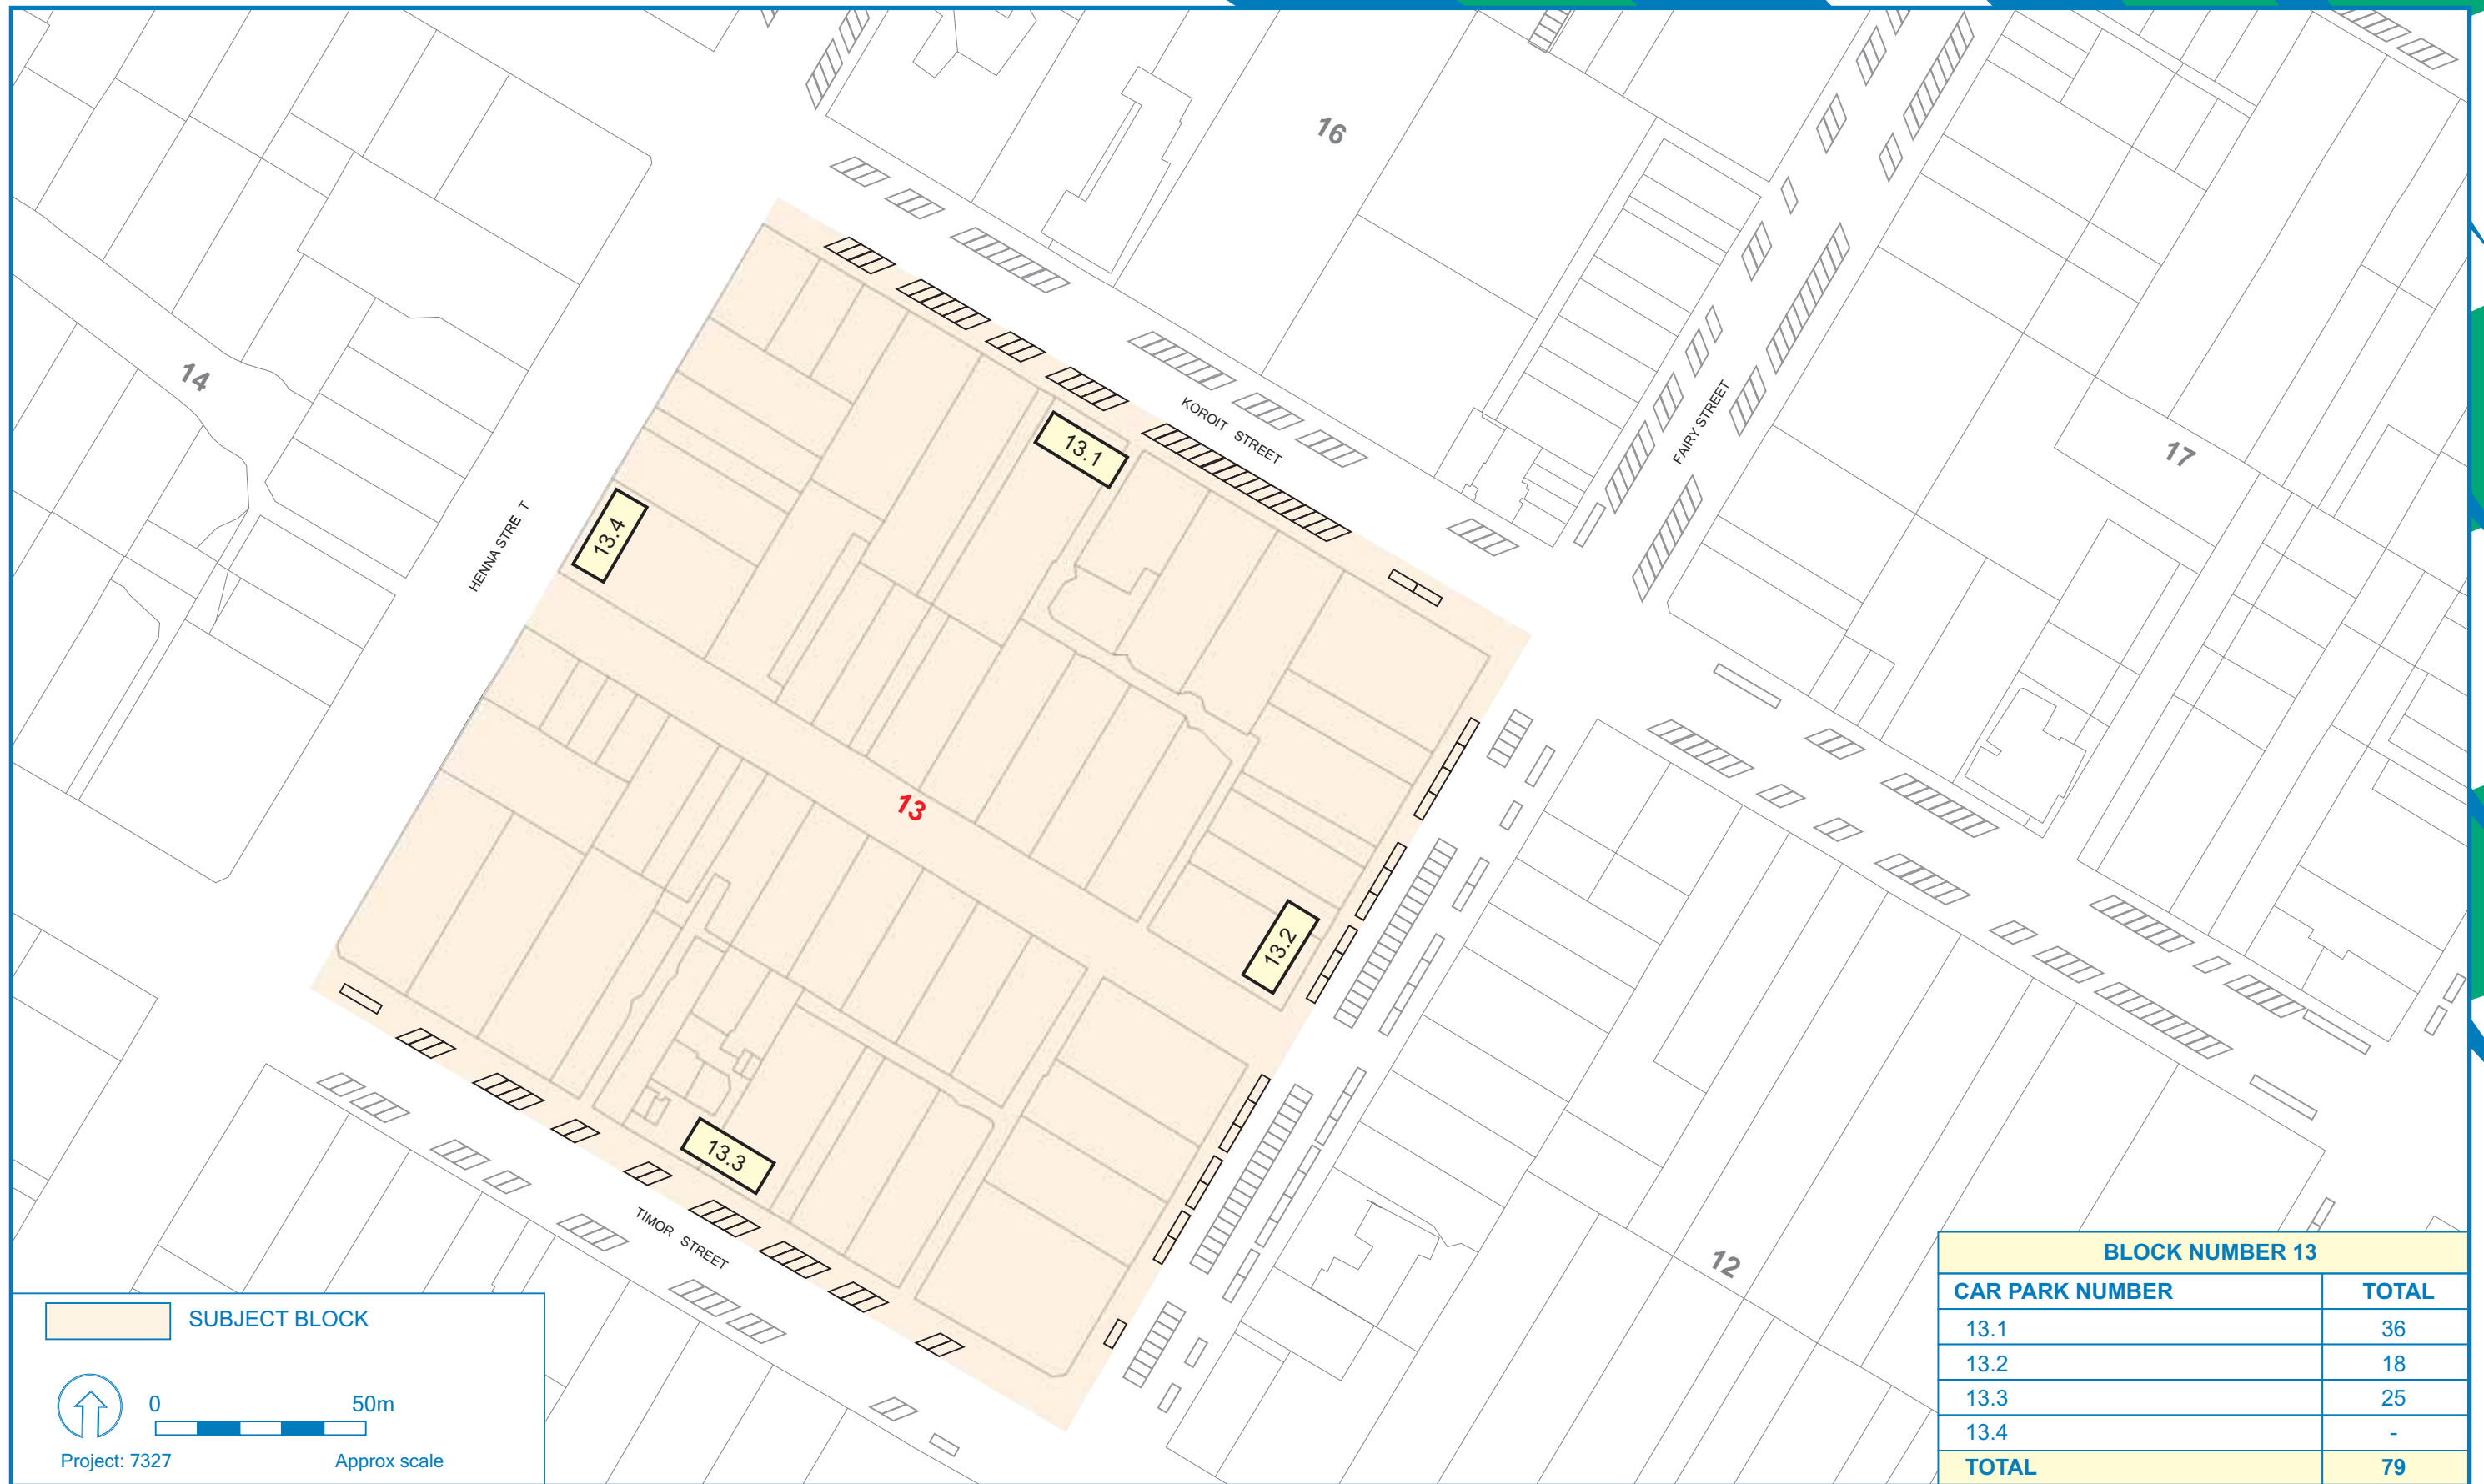 16
14
KOROIT STREET
FAIRY STREET
17
13.1
13.4
HENNA STRE T
13
13.2
13.3
TIMOR STREET
12
SUBJECT BLOCK
0 50m
Project: 7327 Approx scale
BLOCK NUMBER 13
CAR PARK NUMBER TOTAL
13.1 36
13.2 18
13.3 25
13.4 -
TOTAL 79